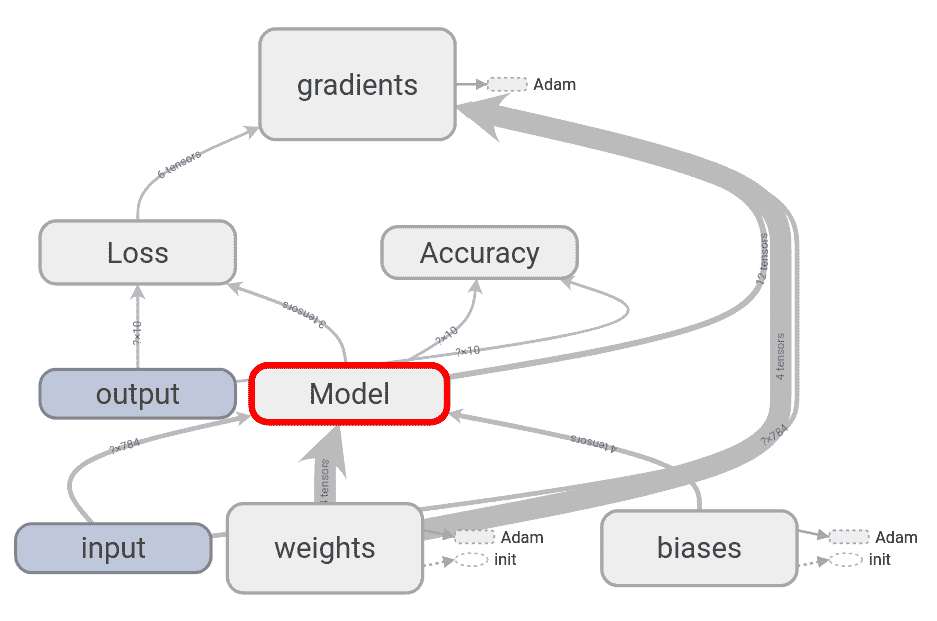 gradients
Adam
6 tensors
Loss
Accuracy
12 tensors
3 tensors
?×10
?×10
?×10
4 tensors
output
Model
?×784
?×784
4 tensors
4 tensors
input
weights
Adam
init
biases
Adam
init